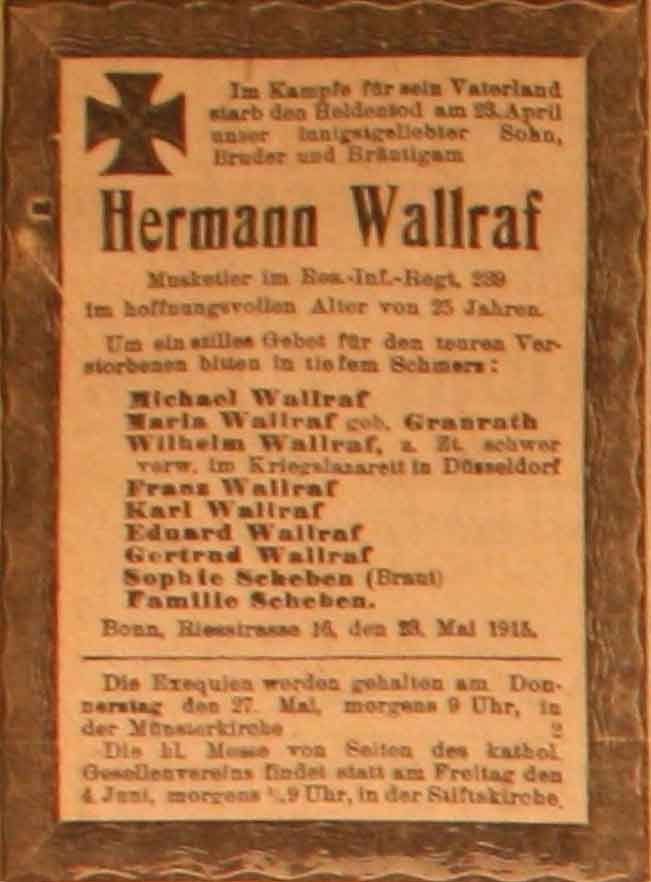 Im Kampfe für sein Vaterland
starb den Heldentod am 23. April
unser innigstgeliebter Sohn,
Bruder und Bräutigam
Hermann Wallraf
Musketier im Res.-Inf.-Regt. 239
im hoffnungsvollen Alter von 25 Jahren.
Um ein stilles Gebet für den teuren Ver-
storbenen bitten in tiefem Schmerz:
Michael Wallraf
Maria Wallraf geb. Granrath
Wilhelm Wallraf, z. Zt. schwer
verw. im Kriegslazarett in Düsseldorf
Franz Wallraf
Karl Wallraf
Eduard Wallraf
Gertrud Wallraf
Sophie Scheben (Braut)
Familie Scheben.
Bonn, 16, den 23. Mai 1915.
Die Exequien werden gehalten am Don-
nerstag den 27. Mai, morgens 9 Uhr, in
der Münsterkirche 2
Die hl. Messe von Seiten des kathol.
Gesellenvereins findet statt am Freitag den
4. Juni, morgens 9 Uhr, in der Stiftskirche.